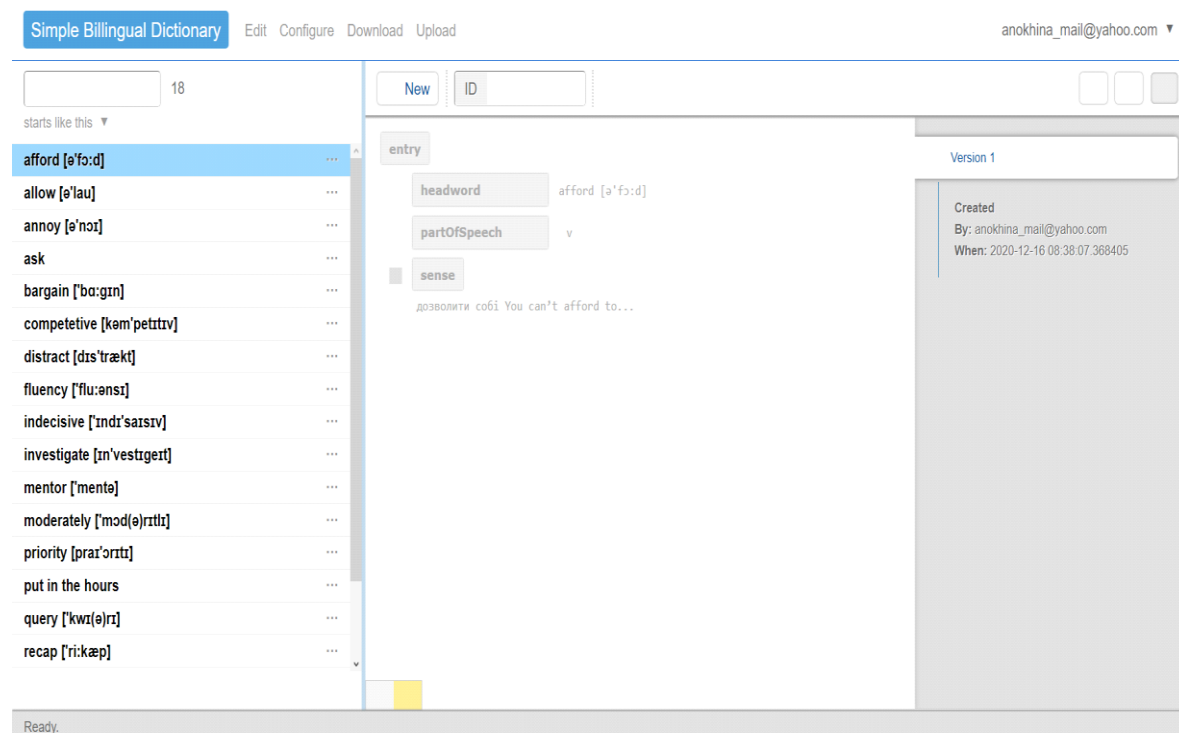 Simple Billingual Dictionary Edit Configure Download Upload anokhina_mail@yahoo.com ▼
18
starts like this ▼
afford [ə'fɔ:d] ...
allow [ə'lau] ...
annoy [ə'nɔɪ] ...
ask ...
bargain ['bɑ:gɪn] ...
competetive [kəm'petɪtɪv] ...
distract [dɪs'trækt] ...
fluency ['flu:ənsɪ] ...
indecisive ['ɪndɪ'saɪsɪv] ...
investigate [ɪn'vestɪgeɪt] ...
mentor ['mentə] ...
moderately ['mɔd(ə)rɪtlɪ] ...
priority [praɪ'ɔrɪtɪ] ...
put in the hours ...
query ['kwɪ(ə)rɪ] ...
recap ['ri:kæp] ...
New ID
entry
headword afford [ə'fɔ:d]
partOfSpeech v
sense
дозволити собі You can't afford to...
Version 1
Created
By: anokhina_mail@yahoo.com
When: 2020-12-16 08:38:07.368405
Ready.